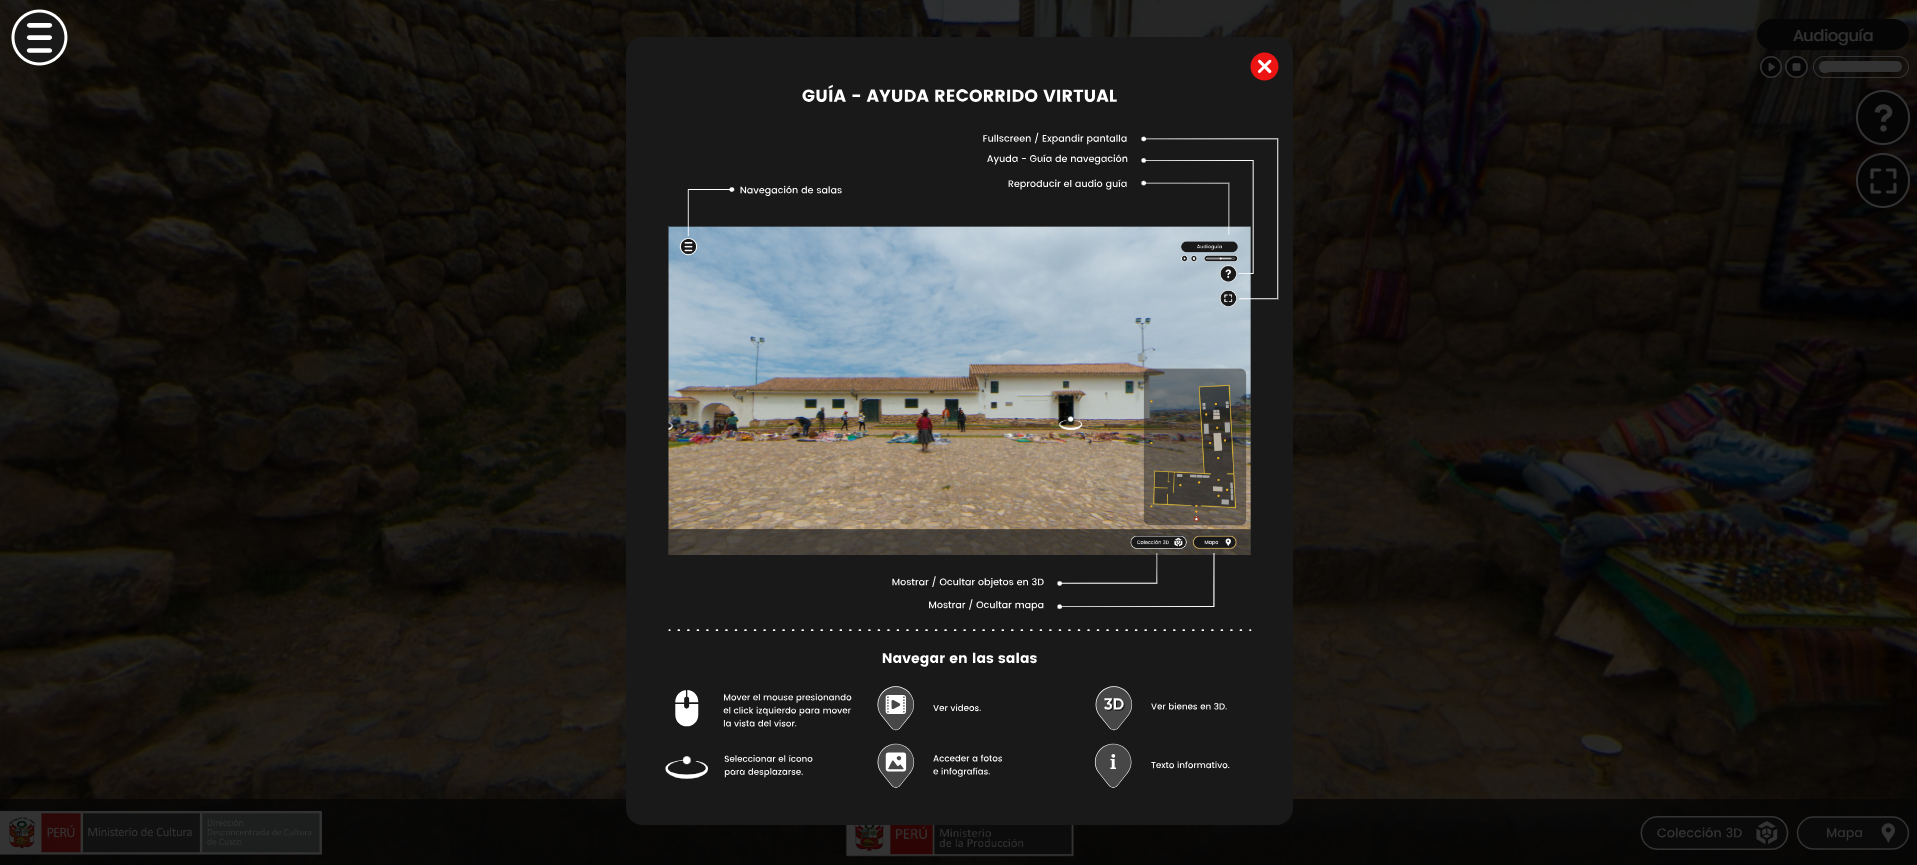 Audioguía
GUÍA - AYUDA RECORRIDO VIRTUAL
Fullscreen / Expandir pantalla
Ayuda - Guía de navegación
Reproducir el audio guía
Navegación de salas
Audioguía
?
?
Colección 3D
Mapa
Mostrar / Ocultar objetos en 3D
Mostrar / Ocultar mapa
Navegar en las salas
Mover el mouse presionando
el click izquierdo para mover
la vista del visor.
Ver videos.
3D
Ver bienes en 3D.
Seleccionar el ícono
para desplazarse.
Acceder a fotos
e infografías.
i
Texto informativo.
PERÚ
Ministerio de Cultura
Dirección
Desconcentrada de Cultura
de Cusco
PERÚ
Ministerio
de la Producción
Colección 3D
Mapa